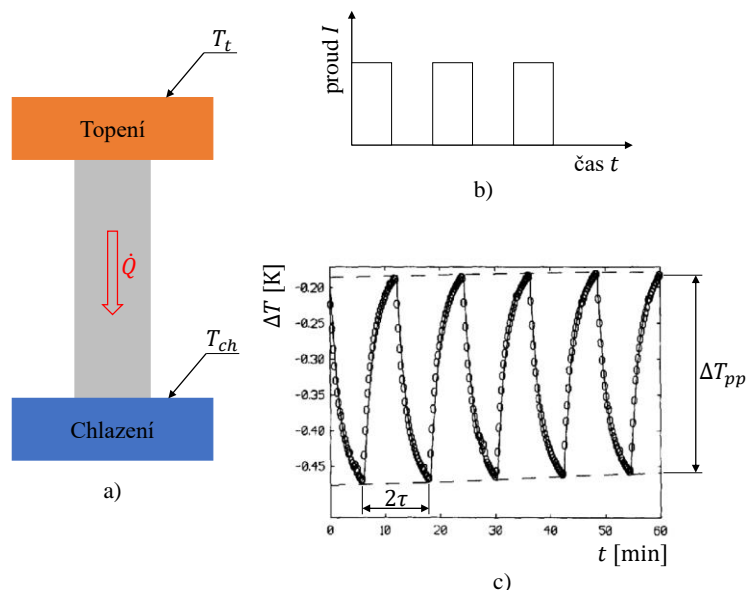 T_t
Topení
Q̇
T_ch
Chlazení
a)
proud I
čas t
b)
ΔT [K]
-0.20
-0.25
-0.30
-0.35
-0.40
-0.45
0 10 20 30 40 50 60
2τ
ΔT_pp
t [min]
c)